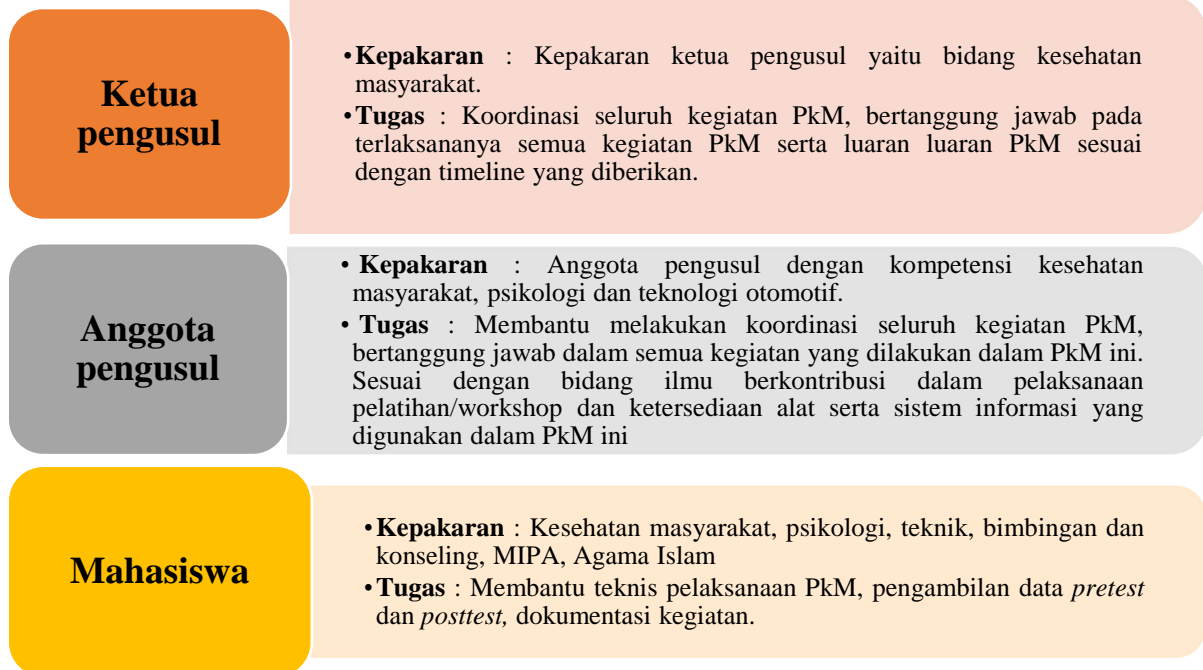 Ketua
pengusul
•Kepakaran : Kepakaran ketua pengusul yaitu bidang kesehatan
masyarakat.
•Tugas : Koordinasi seluruh kegiatan PkM, bertanggung jawab pada
terlaksananya semua kegiatan PkM serta luaran luaran PkM sesuai
dengan timeline yang diberikan.
Anggota
pengusul
• Kepakaran : Anggota pengusul dengan kompetensi kesehatan
masyarakat, psikologi dan teknologi otomotif.
• Tugas : Membantu melakukan koordinasi seluruh kegiatan PkM,
bertanggung jawab dalam semua kegiatan yang dilakukan dalam PkM ini.
Sesuai dengan bidang ilmu berkontribusi dalam pelaksanaan
pelatihan/workshop dan ketersediaan alat serta sistem informasi yang
digunakan dalam PkM ini
Mahasiswa
•Kepakaran : Kesehatan masyarakat, psikologi, teknik, bimbingan dan
konseling, MIPA, Agama Islam
•Tugas : Membantu teknis pelaksanaan PkM, pengambilan data pretest
dan posttest, dokumentasi kegiatan.